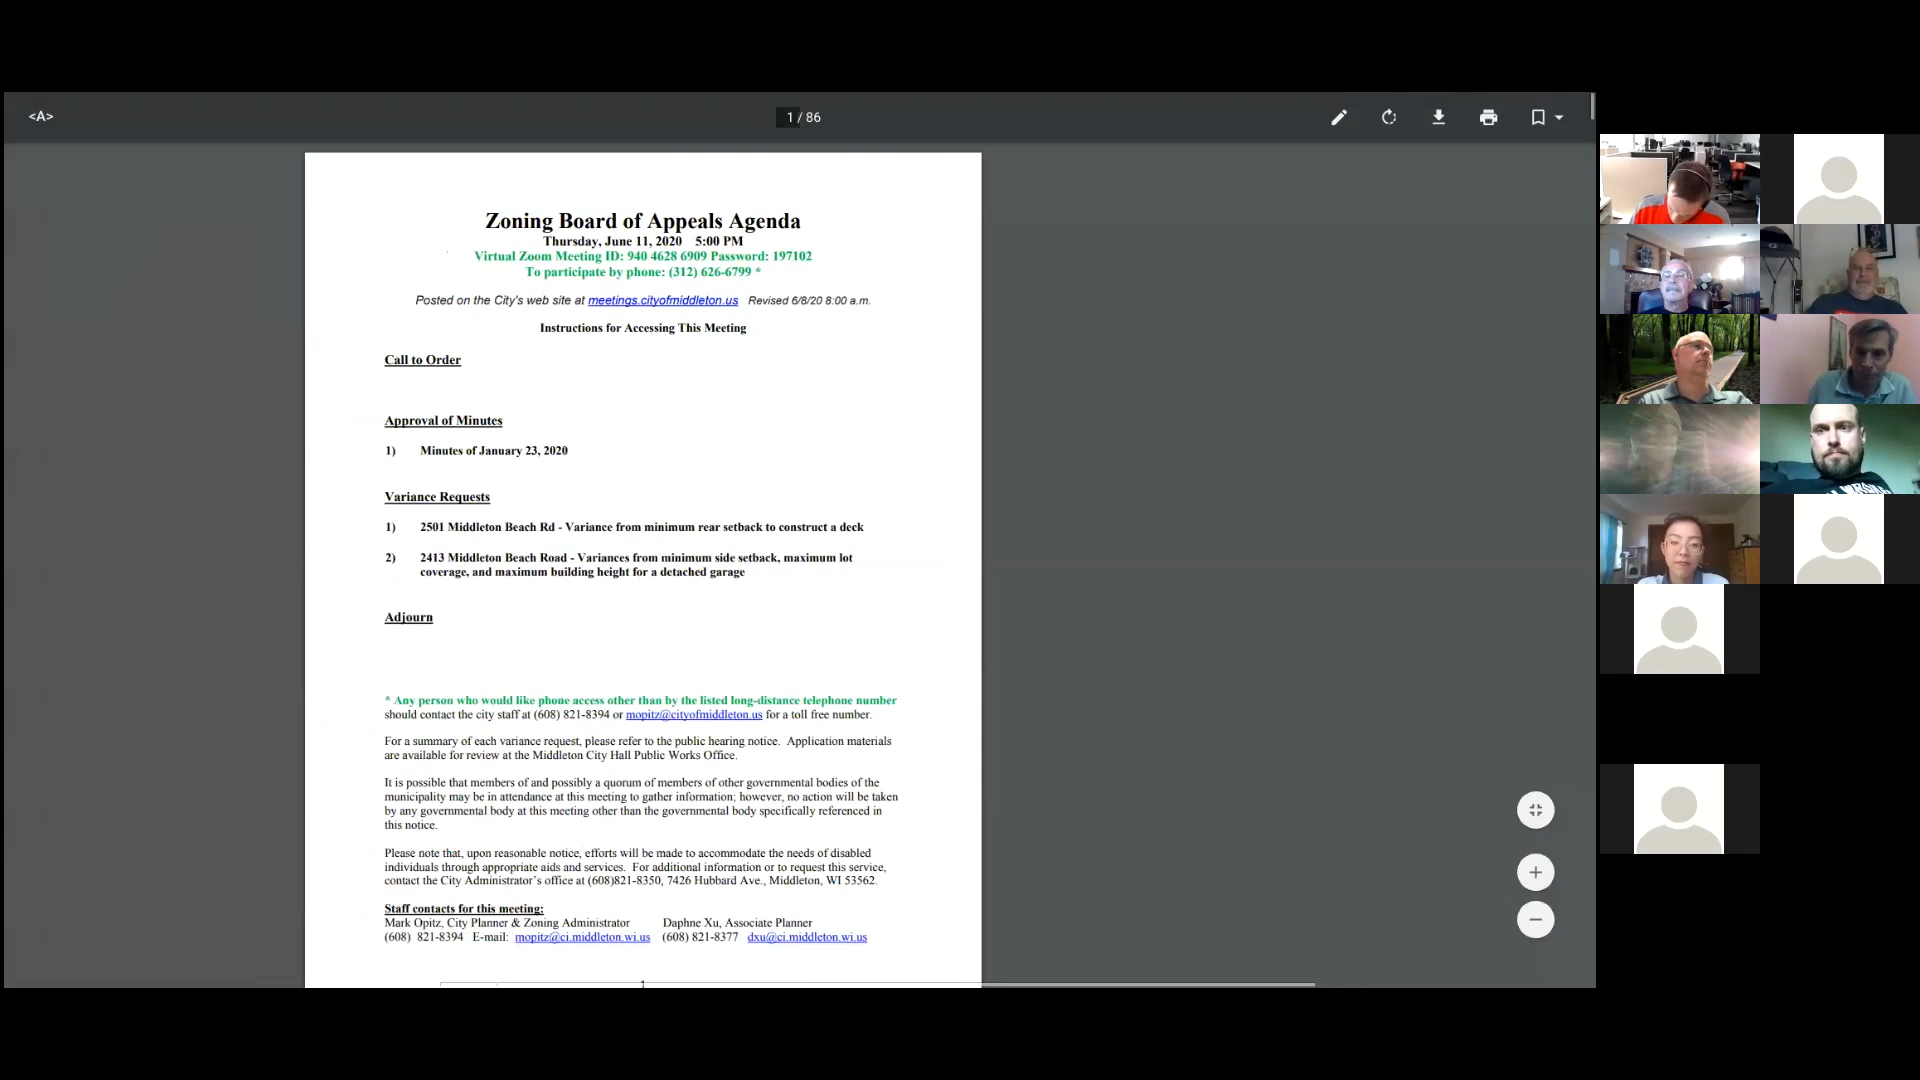 <A>
1 / 86
Zoning Board of Appeals Agenda
Thursday, June 11, 2020 5:00 PM
Virtual Zoom Meeting ID: 940 4628 6909 Password: 197102
To participate by phone: (312) 626-6799 *
Posted on the City's web site at meetings.cityofmiddleton.us Revised 6/8/20 8:00 a.m.
Instructions for Accessing This Meeting
Call to Order
Approval of Minutes
1) Minutes of January 23, 2020
Variance Requests
1) 2501 Middleton Beach Rd - Variance from minimum rear setback to construct a deck
2) 2413 Middleton Beach Road - Variances from minimum side setback, maximum lot
coverage, and maximum building height for a detached garage
Adjourn
* Any person who would like phone access other than by the listed long-distance telephone number
should contact the city staff at (608) 821-8394 or mopitz@cityofmiddleton.us for a toll free number.
For a summary of each variance request, please refer to the public hearing notice. Application materials
are available for review at the Middleton City Hall Public Works Office.
It is possible that members of and possibly a quorum of members of other governmental bodies of the
municipality may be in attendance at this meeting to gather information; however, no action will be taken
by any governmental body at this meeting other than the governmental body specifically referenced in
this notice.
Please note that, upon reasonable notice, efforts will be made to accommodate the needs of disabled
individuals through appropriate aids and services. For additional information or to request this service,
contact the City Administrator's office at (608)821-8350, 7426 Hubbard Ave., Middleton, WI 53562.
Staff contacts for this meeting:
Mark Opitz, City Planner & Zoning Administrator Daphne Xu, Associate Planner
(608) 821-8394 E-mail: mopitz@ci.middleton.wi.us (608) 821-8377 dxu@ci.middleton.wi.us